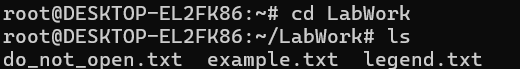 root@DESKTOP-EL2FK86:~# cd LabWork
root@DESKTOP-EL2FK86:~/LabWork# ls
do_not_open.txt  example.txt  legend.txt